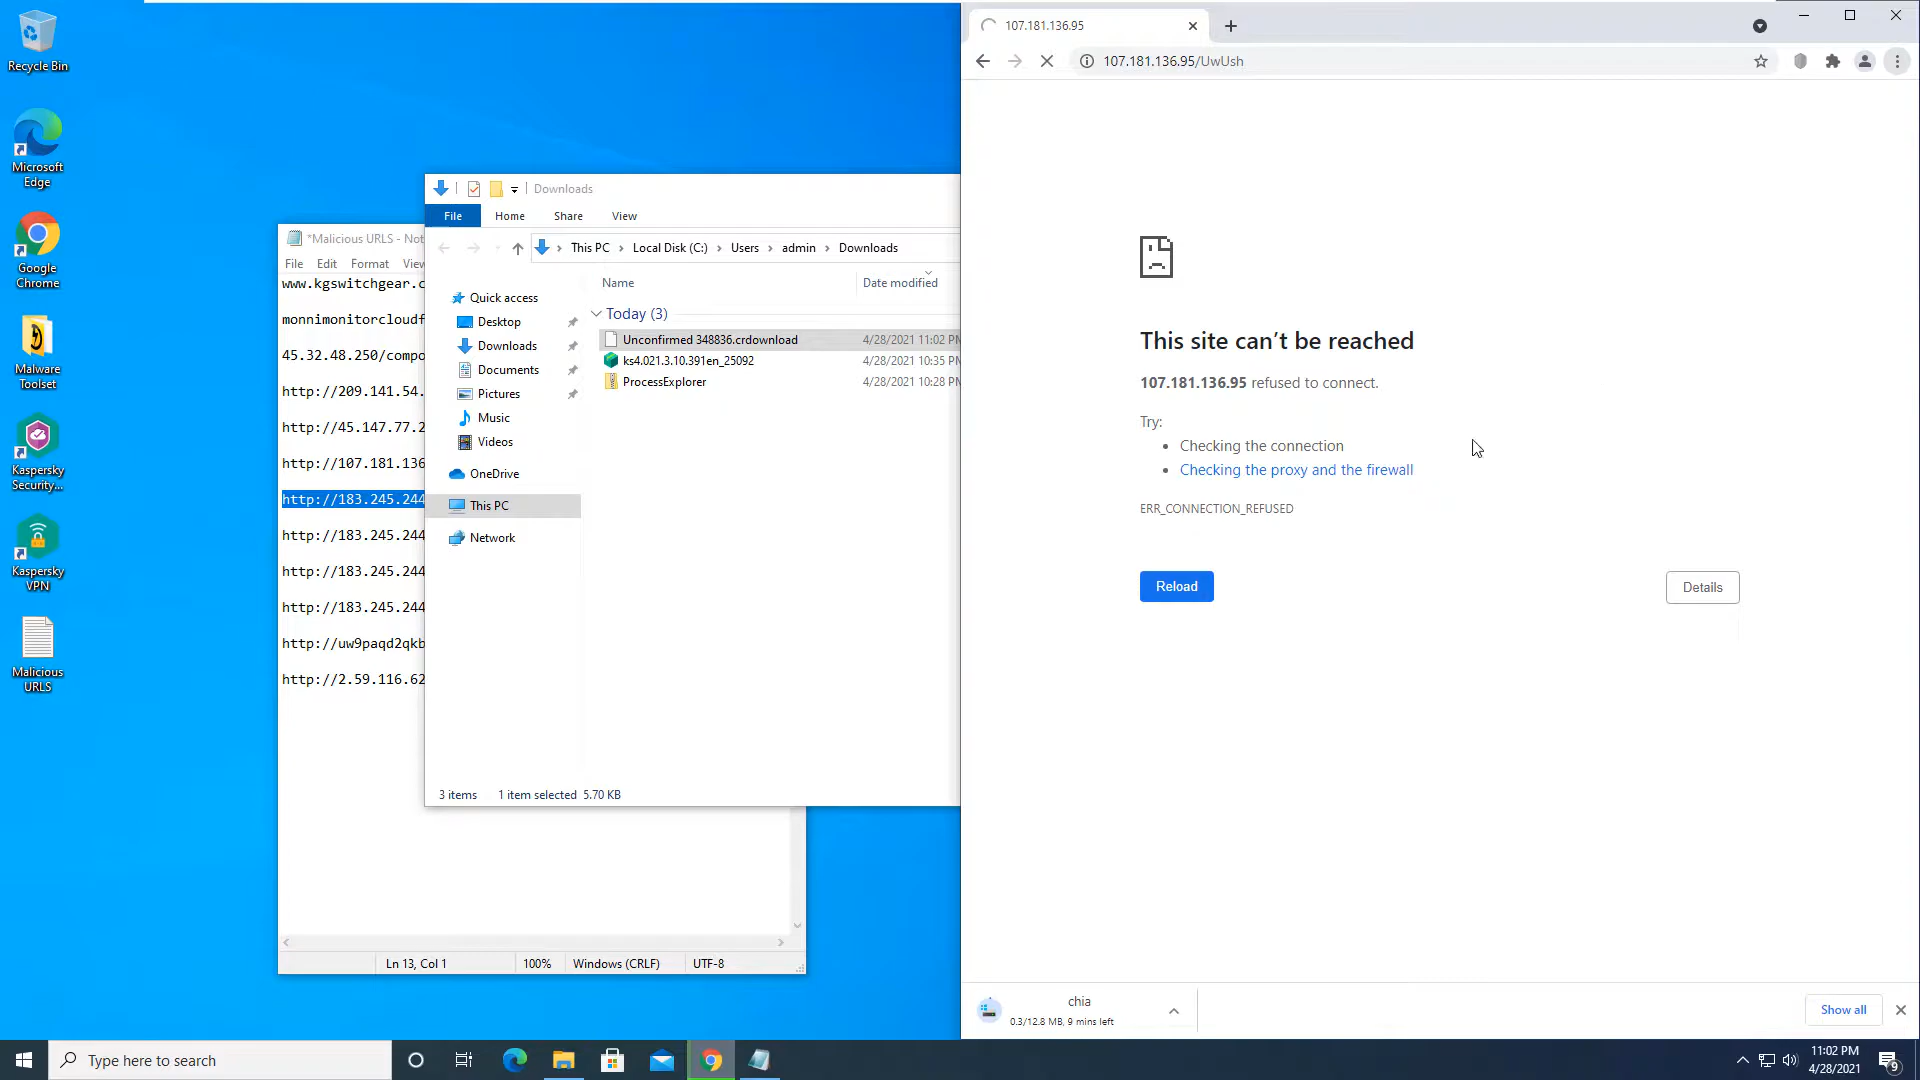 Recycle Bin
Microsoft
Edge
Google
Chrome
Malware
Toolset
Kaspersky
Security...
Kaspersky
VPN
Malicious
URLS
*Malicious URLS - Not
File Edit Format View
www.kgswitchgear.c
monnimonitorcloudf
45.32.48.250/compo
http://209.141.54.
http://45.147.77.2
http://107.181.136
http://183.245.244
http://183.245.244
http://183.245.244
http://183.245.244
http://uw9paqd2qkb
http://2.59.116.62
Ln 13, Col 1 100% Windows (CRLF) UTF-8
Downloads
File Home Share View
This PC Local Disk (C:) Users admin Downloads
Name Date modified
Quick access
Desktop
Downloads
Documents
Pictures
Music
Videos
OneDrive
This PC
Network
Today (3)
Unconfirmed 348836.crdownload 4/28/2021 11:02 PM
ks4.021.3.10.391en_25092 4/28/2021 10:35 PM
ProcessExplorer 4/28/2021 10:28 PM
3 items 1 item selected 5.70 KB
107.181.136.95
107.181.136.95/UwUsh
This site can’t be reached
107.181.136.95 refused to connect.
Try:
• Checking the connection
• Checking the proxy and the firewall
ERR_CONNECTION_REFUSED
Reload Details
chia
0.3/12.8 MB, 9 mins left
Show all
Type here to search
11:02 PM
4/28/2021
9